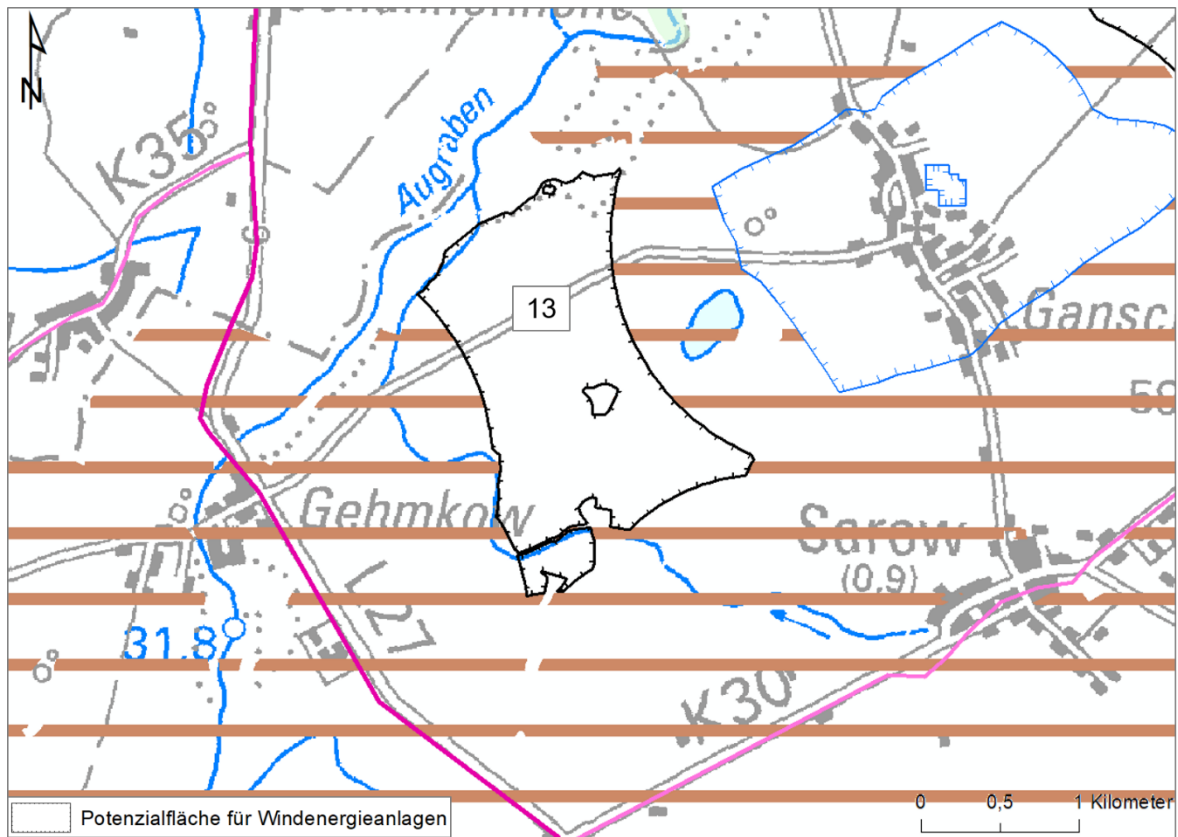 N
K35
Augraben
13
Gansc
58
Gehmkow
Sarow
(0,9)
L21
31.8
K30
Potenzialfläche für Windenergieanlagen
0 0,5 1 Kilometer